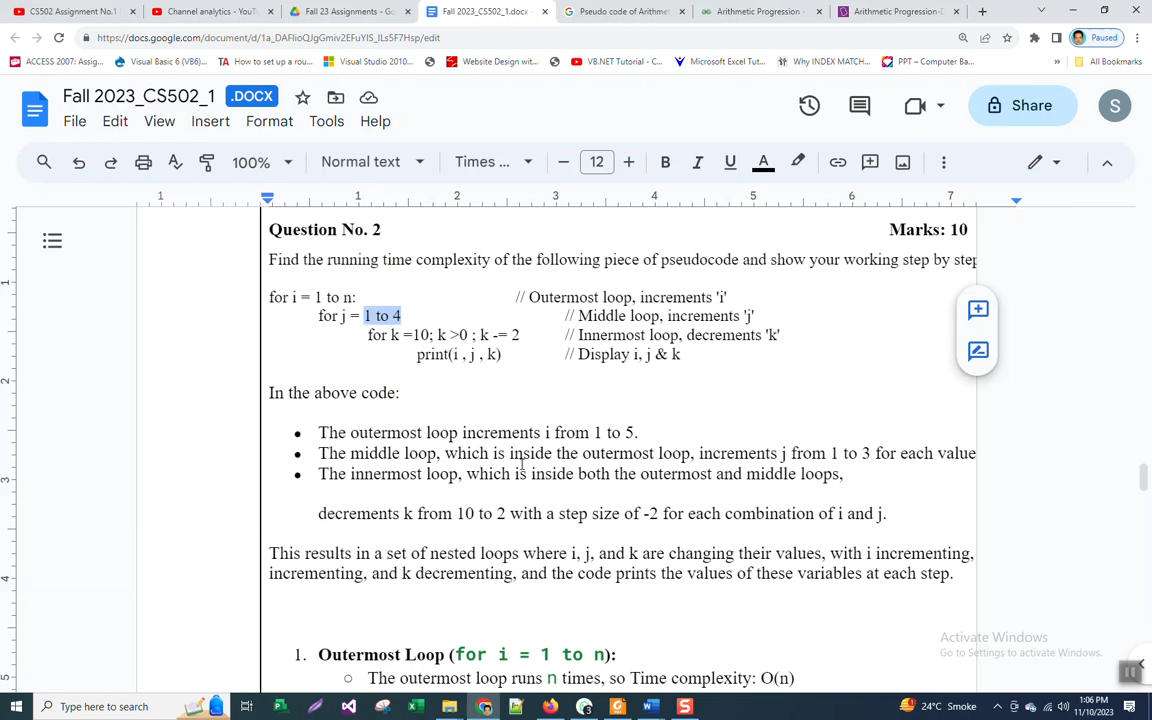 CS502 Assignment No.1
Channel analytics - YouTu
Fall 23 Assignments - Go
Fall 2023_CS502_1.docx
Pseudo code of Arithmet
Arithmetic Progression -
Arithmetic Progression-D
https://docs.google.com/document/d/1a_DAFIioQJgGmiv2EFuYIS_ILs5F7Hsp/edit
Paused
ACCESS 2007: Assig...
Visual Basic 6 (VB6)...
TA How to set up a rou...
Visual Studio 2010...
Website Design wit...
VB.NET Tutorial - C...
Microsoft Excel Tut...
Why INDEX MATCH...
PPT – Computer Ba...
»
All Bookmarks
Fall 2023_CS502_1
.DOCX
File Edit View Insert Format Tools Help
Share
S
100%
Normal text
Times ...
12
B I U A
1 1 2 3 4 5 6 7
Question No. 2 Marks: 10
Find the running time complexity of the following piece of pseudocode and show your working step by step
for i = 1 to n: // Outermost loop, increments 'i'
for j = 1 to 4 // Middle loop, increments 'j'
for k =10; k >0 ; k -= 2 // Innermost loop, decrements 'k'
print(i , j , k) // Display i, j & k
In the above code:
• The outermost loop increments i from 1 to 5.
• The middle loop, which is inside the outermost loop, increments j from 1 to 3 for each value
• The innermost loop, which is inside both the outermost and middle loops,
decrements k from 10 to 2 with a step size of -2 for each combination of i and j.
This results in a set of nested loops where i, j, and k are changing their values, with i incrementing,
incrementing, and k decrementing, and the code prints the values of these variables at each step.
1. Outermost Loop (for i = 1 to n):
○ The outermost loop runs n times, so Time complexity: O(n)
Activate Windows
Go to Settings to activate Windows.
Type here to search
24°C Smoke
1:06 PM
11/10/2023